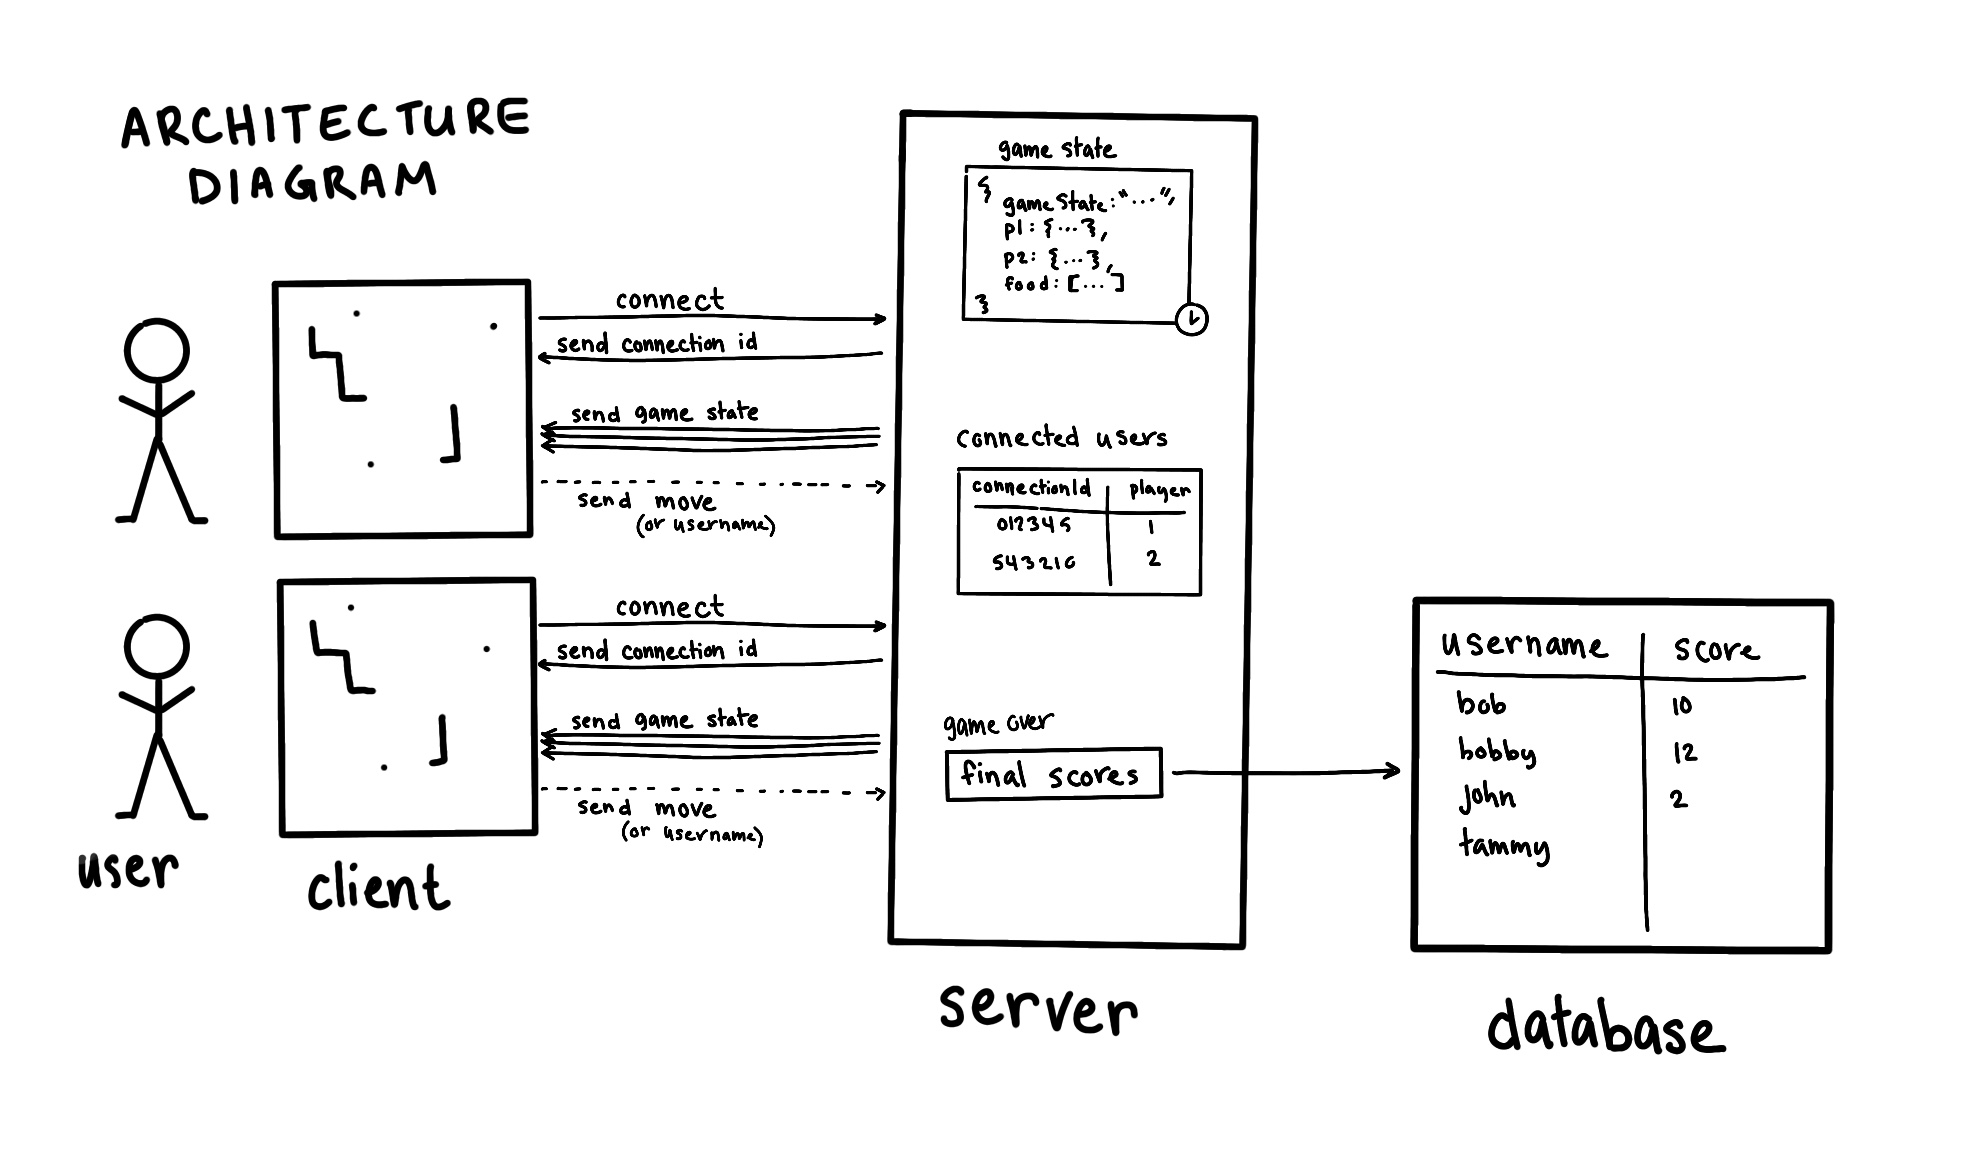 ARCHITECTURE
DIAGRAM
connect
send connection id
send game state
send move
(or username)
connect
send connection id
send game state
send move
(or username)
user
client
game state
{
gameState: "...",
p1: {...},
p2: {...},
food: [...]
}
connected users
connectionId player
012345 1
543210 2
game over
final scores
server
username score
bob 10
bobby 12
john 2
tammy
database